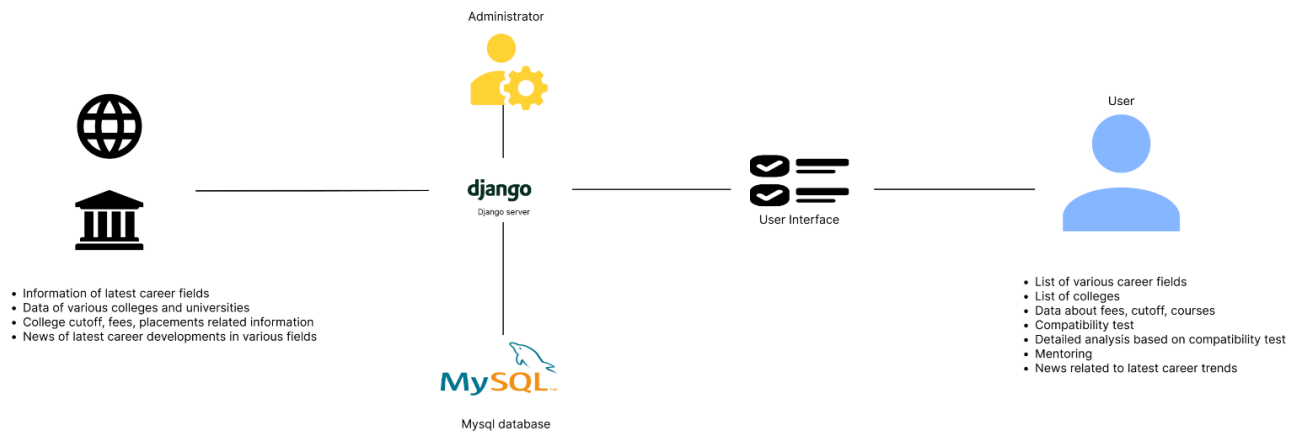 Administrator
User
django
Django server
User Interface
• Information of latest career fields
• Data of various colleges and universities
• College cutoff, fees, placements related information
• News of latest career developments in various fields
• List of various career fields
• List of colleges
• Data about fees, cutoff, courses
• Compatibility test
• Detailed analysis based on compatibility test
• Mentoring
• News related to latest career trends
MySQL
Mysql database